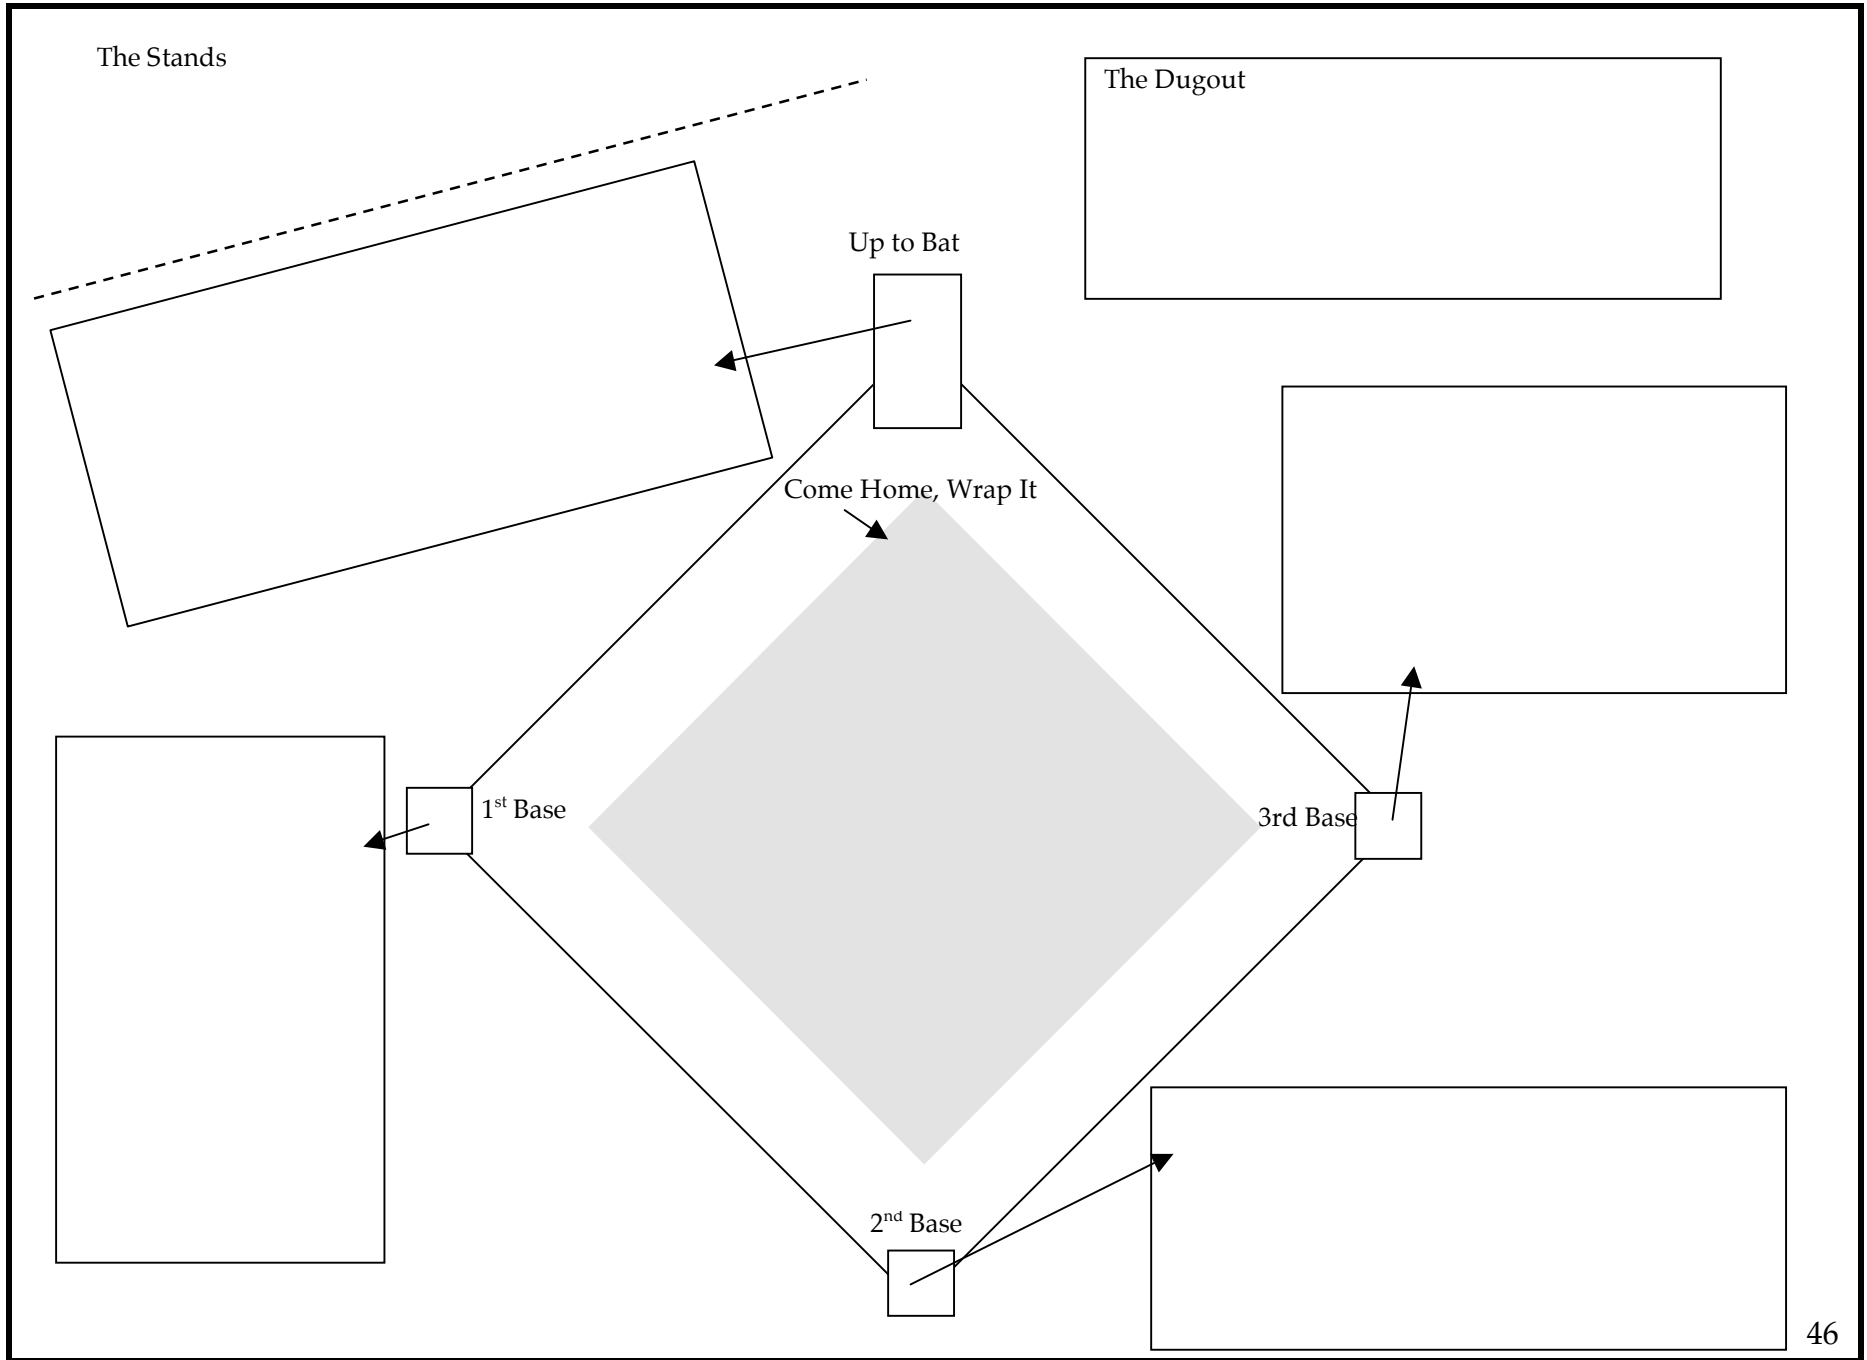 The Stands
The Dugout
Up to Bat
Come Home, Wrap It
1st Base
3rd Base
2nd Base
46